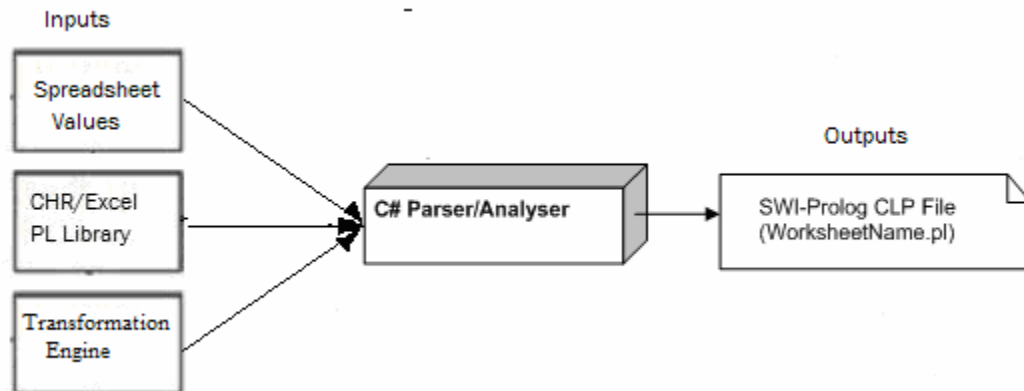 Inputs
Spreadsheet
Values
CHR/Excel
PL Library
Transformation
Engine
C# Parser/Analyser
Outputs
SWI-Prolog CLP File
(WorksheetName.pl)